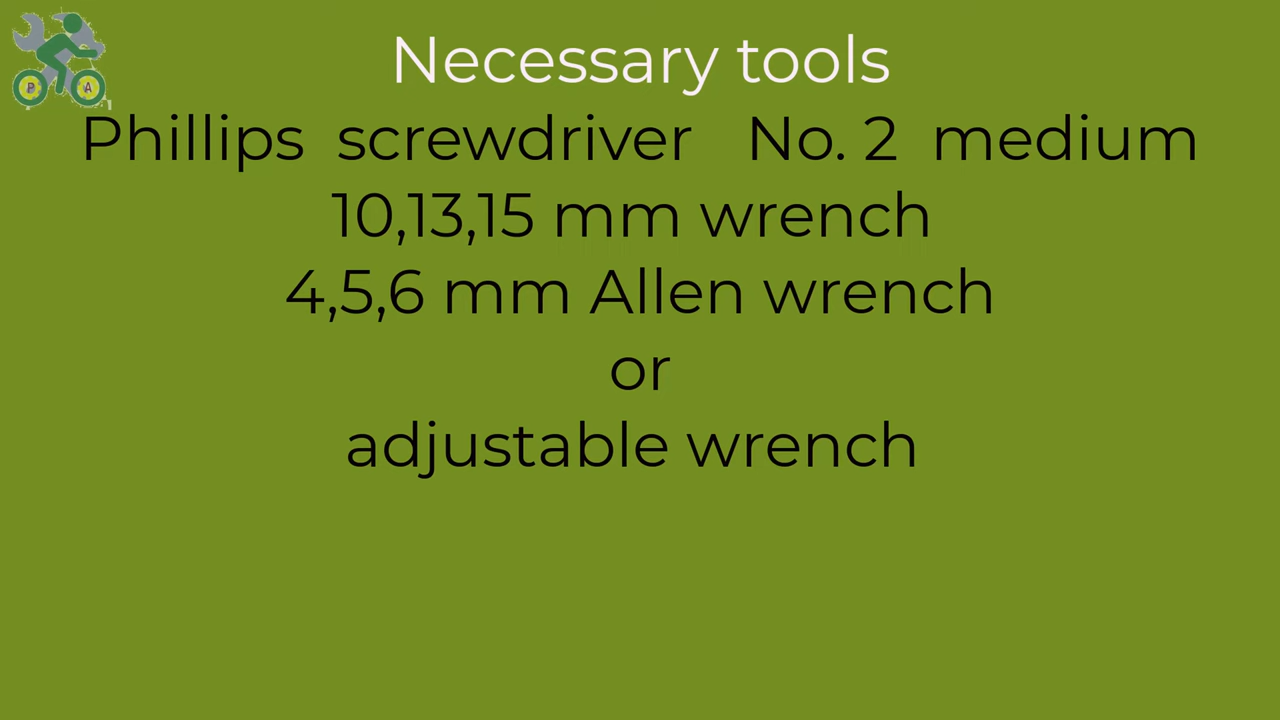 Necessary tools
Phillips screwdriver No. 2 medium
10,13,15 mm wrench
4,5,6 mm Allen wrench
or
adjustable wrench
P A